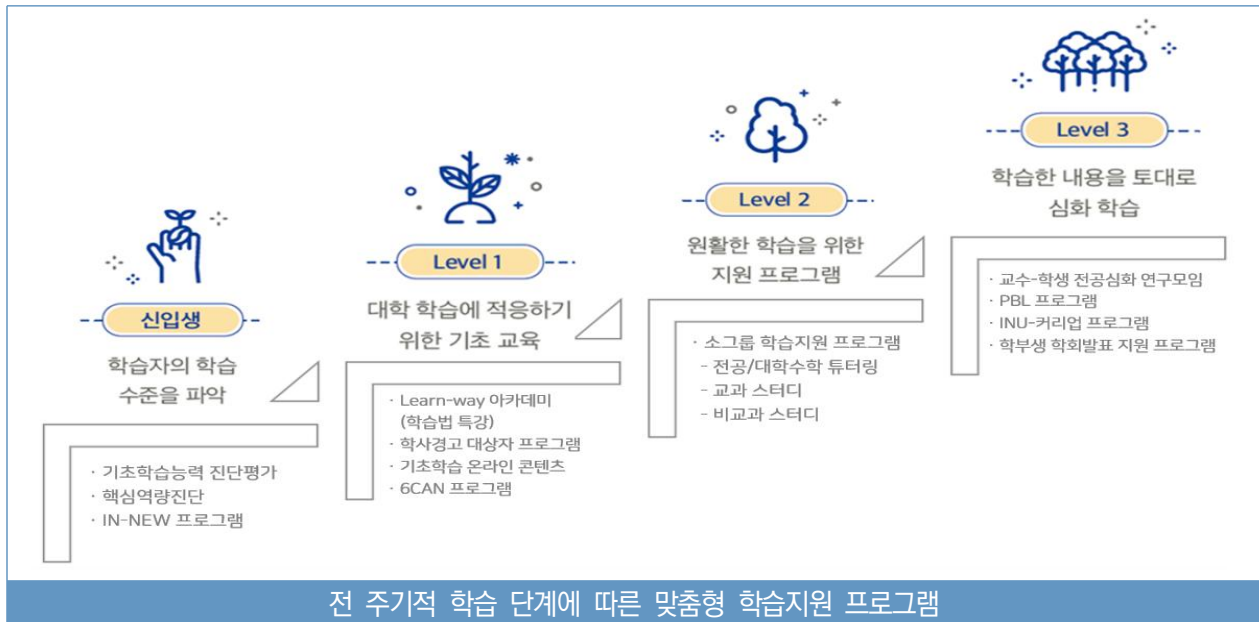 신입생
학습자의 학습
수준을 파악
· 기초학습능력 진단평가
· 핵심역량진단
· IN-NEW 프로그램
Level 1
대학 학습에 적응하기
위한 기초 교육
· Learn-way 아카데미
(학습법 특강)
· 학사경고 대상자 프로그램
· 기초학습 온라인 콘텐츠
· 6CAN 프로그램
Level 2
원활한 학습을 위한
지원 프로그램
· 소그룹 학습지원 프로그램
- 전공/대학수학 튜터링
- 교과 스터디
- 비교과 스터디
Level 3
학습한 내용을 토대로
심화 학습
· 교수-학생 전공심화 연구모임
· PBL 프로그램
· INU-커리업 프로그램
· 학부생 학회발표 지원 프로그램
전 주기적 학습 단계에 따른 맞춤형 학습지원 프로그램